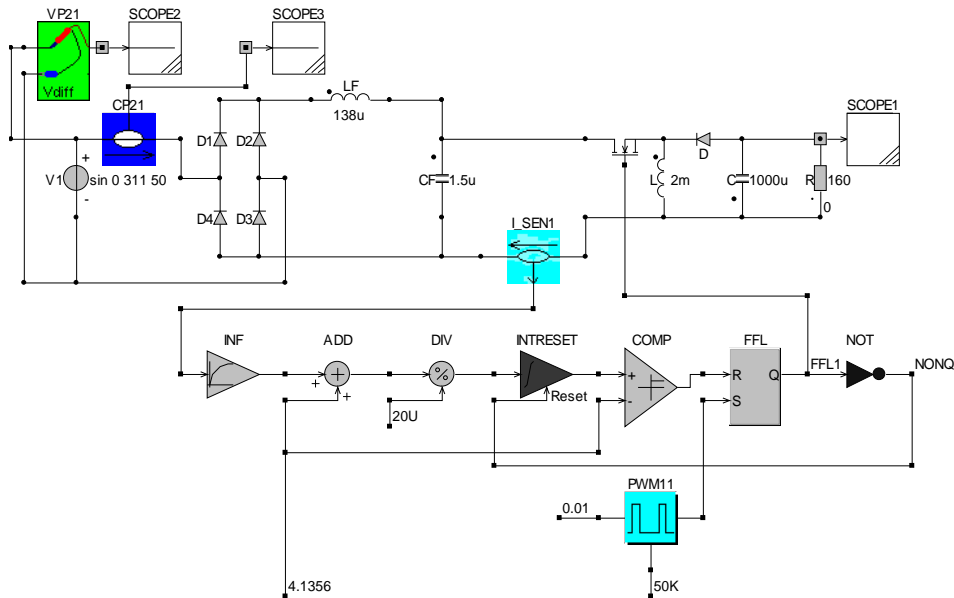 VP21 SCOPE2 SCOPE3
Vdiff
CP21
LF
138u
SCOPE1
D1 D2
D
V1 sin 0 311 50
+
-
CF 1.5u
L 2m
C 1000u
R 160
0
D4 D3
I_SEN1
INF ADD DIV INTRESET COMP FFL NOT
+
+
%
Reset
+
-
R Q
S
FFL1
NONQ
20U
PWM11
0.01
4.1356
50K